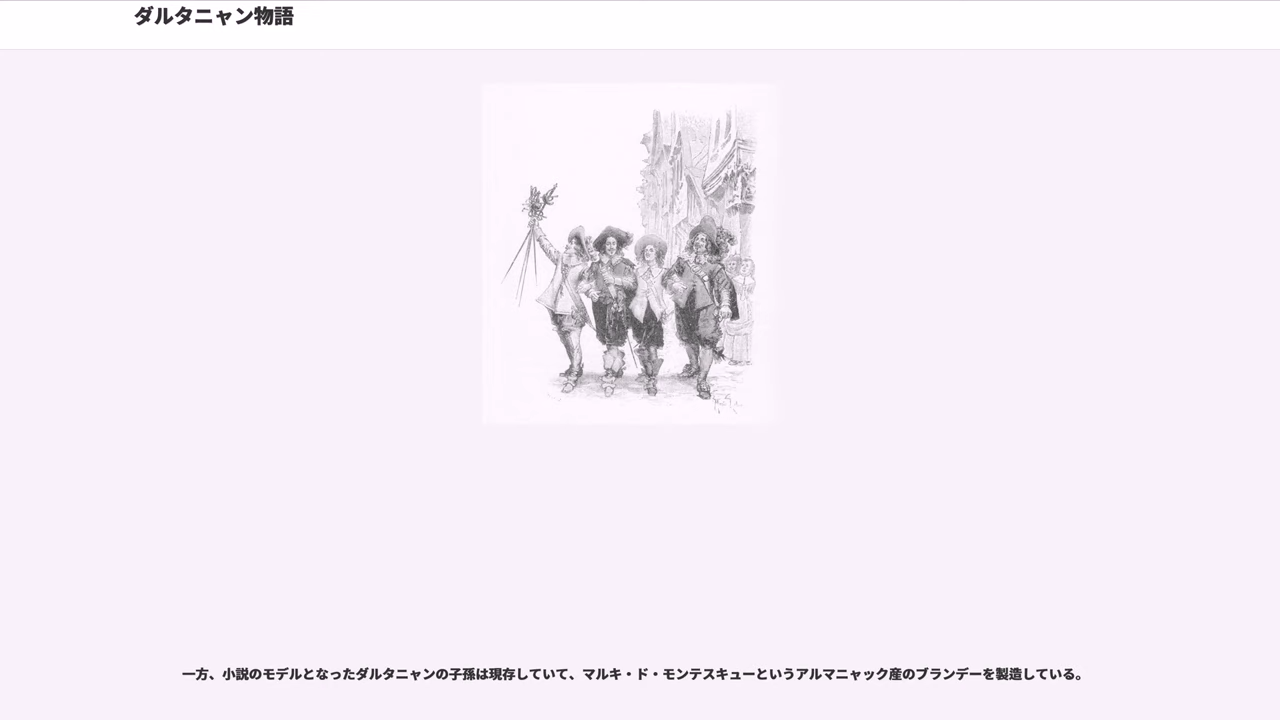 ダルタニャン物語
一方、小説のモデルとなったダルタニャンの子孫は現存していて、マルキ・ド・モンテスキューというアルマニャック産のブランデーを製造している。